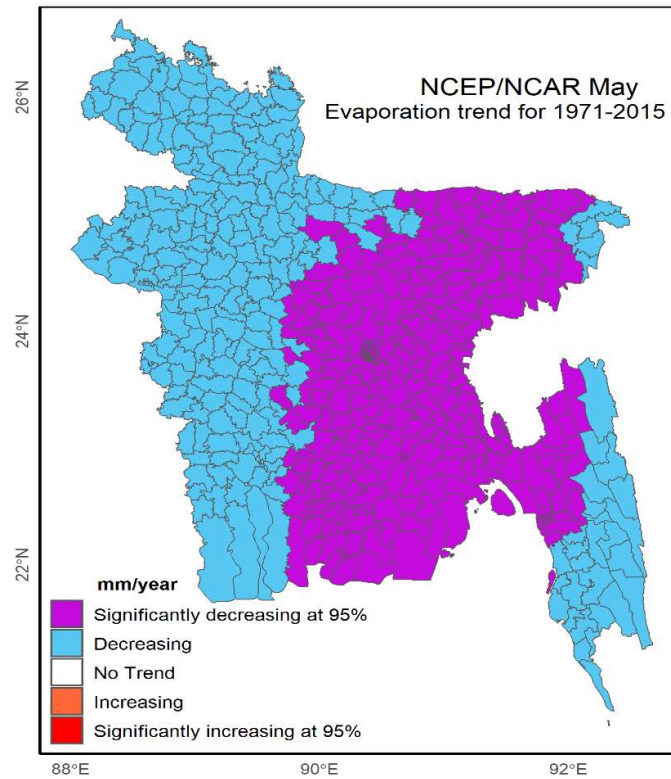 NCEP/NCAR May
Evaporation trend for 1971-2015
26°N
24°N
22°N
mm/year
Significantly decreasing at 95%
Decreasing
No Trend
Increasing
Significantly increasing at 95%
88°E 90°E 92°E